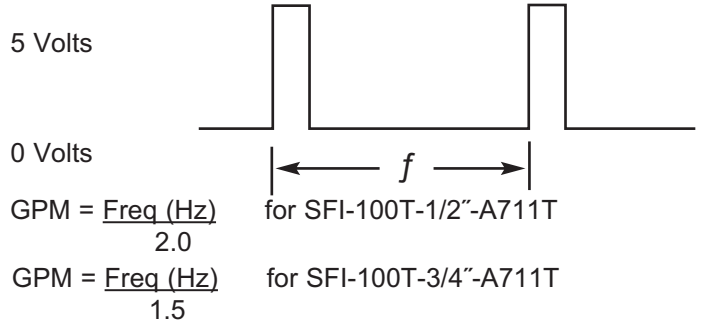 5 Volts
0 Volts
f
GPM = Freq (Hz) for SFI-100T-1/2˝-A711T
2.0
GPM = Freq (Hz) for SFI-100T-3/4˝-A711T
1.5